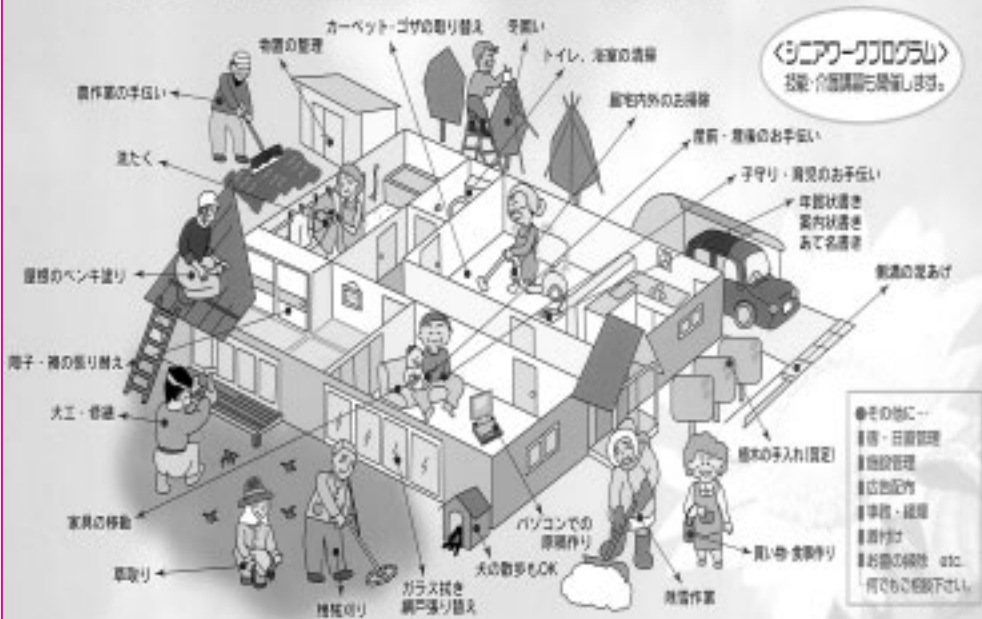 カーペット・ゴザの取り替え
冬囲い
物置の整理
トイレ、浴室の清掃
<シニアワークプログラム>
技能・介護講習も開催します。
農作業の手伝い
居宅内外のお掃除
産前・産後のお手伝い
洗たく
子守り・育児のお手伝い
年賀状書き
案内状書き
あて名書き
屋根のペンキ塗り
側溝の泥あげ
障子・襖の張り替え
大工・修繕
植木の手入れ(剪定)
家具の移動
パソコンでの
原稿作り
犬の散歩もOK
買い物・食事作り
草取り
ガラス拭き
網戸張り替え
除雪作業
機械刈り
●その他に…
宿・日直管理
施設管理
広告配布
事務・経理
着付け
お墓の掃除 etc.
何でもご相談下さい。